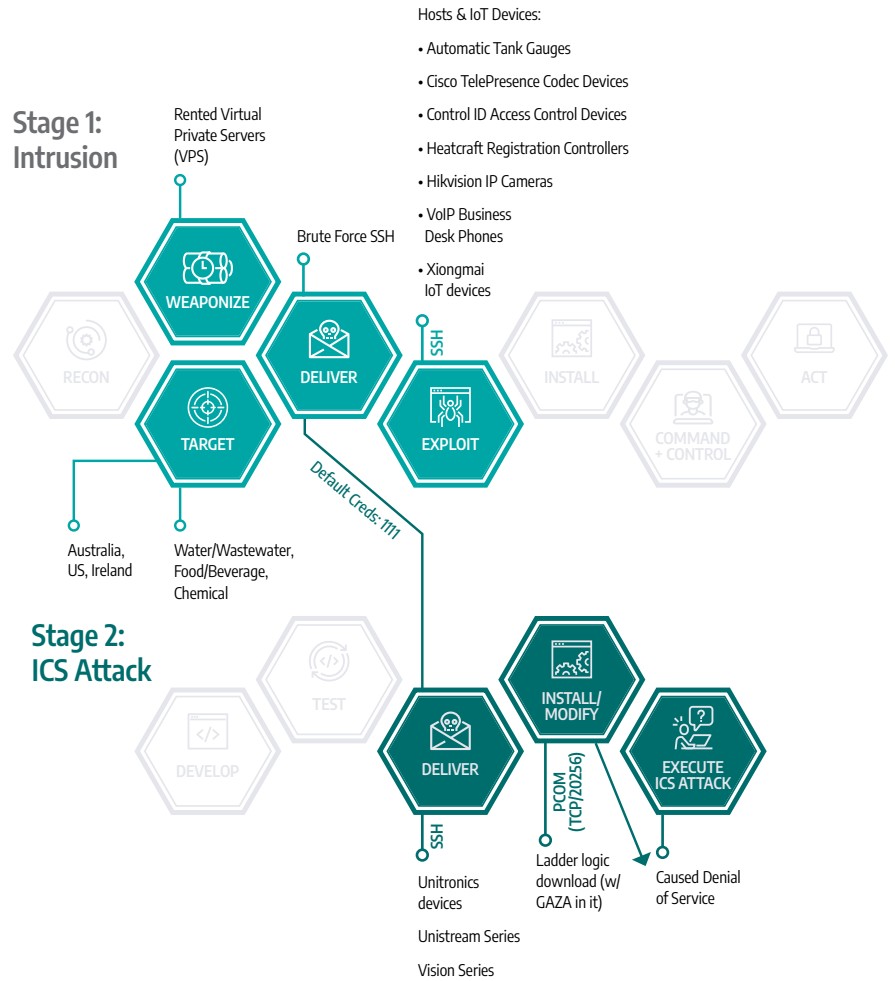 Hosts & IoT Devices:
• Automatic Tank Gauges
• Cisco TelePresence Codec Devices
• Control ID Access Control Devices
• Heatcraft Registration Controllers
• Hikvision IP Cameras
• VoIP Business
Desk Phones
• Xiongmai
IoT devices
Stage 1:
Intrusion
Rented Virtual
Private Servers
(VPS)
Brute Force SSH
WEAPONIZE
SSH
RECON
DELIVER
INSTALL
ACT
TARGET
EXPLOIT
COMMAND
+ CONTROL
Default Creds: 1111
Australia,
US, Ireland
Water/Wastewater,
Food/Beverage,
Chemical
Stage 2:
ICS Attack
TEST
INSTALL/
MODIFY
DEVELOP
DELIVER
EXECUTE
ICS ATTACK
SSH
PCOM
(TCP/20256)
Unitronics
devices
Unistream Series
Vision Series
Ladder logic
download (w/
GAZA in it)
Caused Denial
of Service